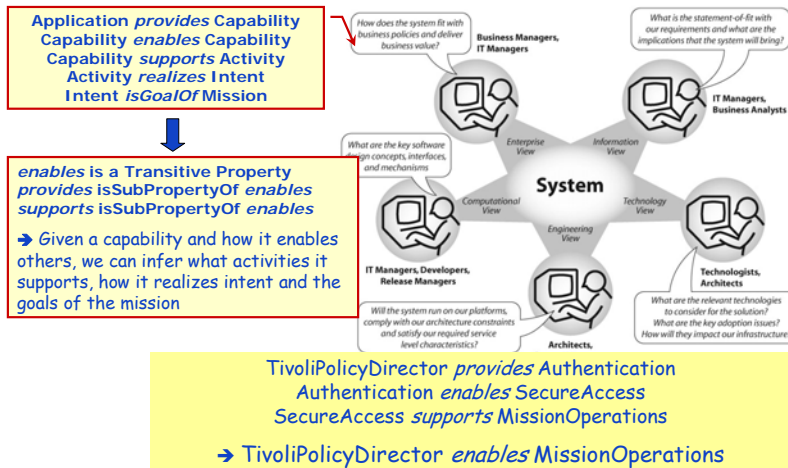 Application provides Capability
Capability enables Capability
Capability supports Activity
Activity realizes Intent
Intent isGoalOf Mission
enables is a Transitive Property
provides isSubPropertyOf enables
supports isSubPropertyOf enables
➔ Given a capability and how it enables
others, we can infer what activities it
supports, how it realizes intent and the
goals of the mission
How does the system fit with
business policies and deliver
business value?
Business Managers,
IT Managers
What is the statement-of-fit with
our requirements and what are the
implications that the system will bring?
IT Managers,
Business Analysts
Enterprise
View
Information
View
What are the key software
design concepts, interfaces,
and mechanisms
System
Computational
View
Technology
View
Engineering
View
IT Managers, Developers,
Release Managers
Technologists,
Architects
Will the system run on our platforms,
comply with our architecture constraints
and satisfy our required service
level characteristics?
Architects,
What are the relevant technologies
to consider for the solution?
What are the key adoption issues?
How will they impact our infrastructure
TivoliPolicyDirector provides Authentication
Authentication enables SecureAccess
SecureAccess supports MissionOperations
➔ TivoliPolicyDirector enables MissionOperations